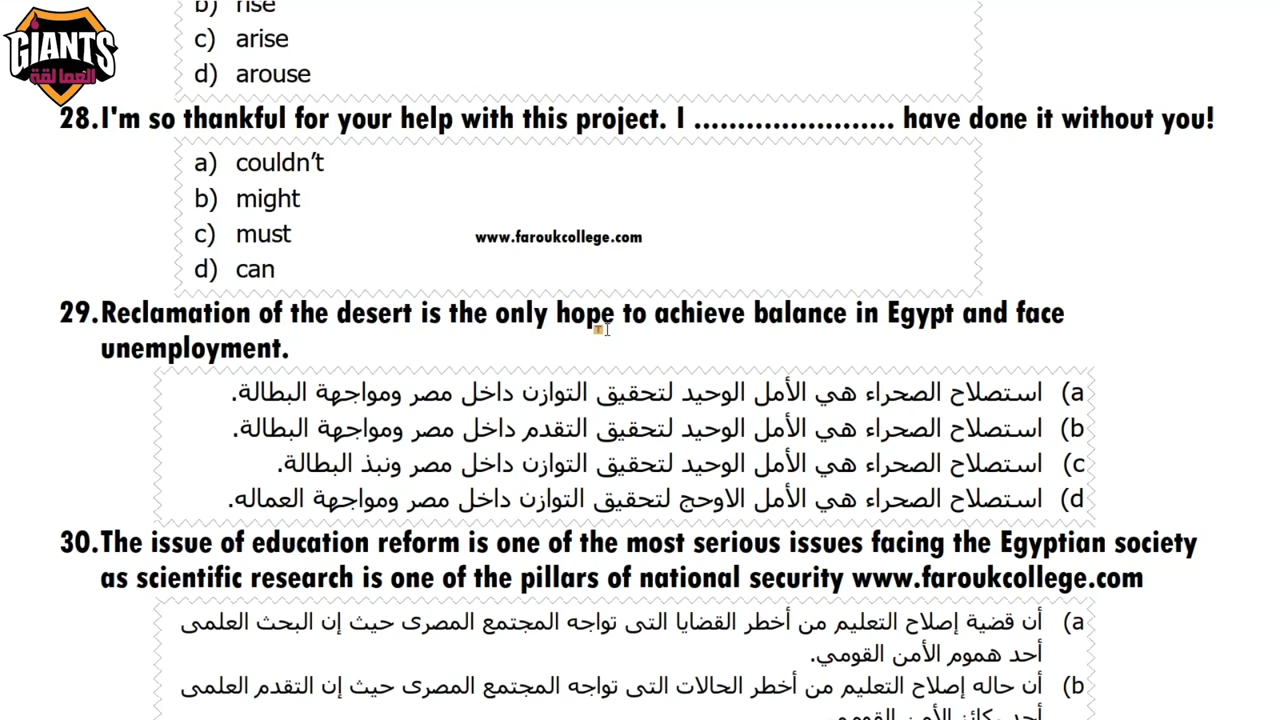 GIANTS
العمالقة
b) rise
c) arise
d) arouse
28. I'm so thankful for your help with this project. I ....................... have done it without you!
a) couldn't
b) might
c) must
www.faroukcollege.com
d) can
29. Reclamation of the desert is the only hope to achieve balance in Egypt and face
unemployment.
a) استصلاح الصحراء هي الأمل الوحيد لتحقيق التوازن داخل مصر ومواجهة البطالة.
b) استصلاح الصحراء هي الأمل الوحيد لتحقيق التقدم داخل مصر ومواجهة البطالة.
c) استصلاح الصحراء هي الأمل الوحيد لتحقيق التوازن داخل مصر ونبذ البطالة.
d) استصلاح الصحراء هي الأمل الاوحج لتحقيق التوازن داخل مصر ومواجهة العماله.
30. The issue of education reform is one of the most serious issues facing the Egyptian society
as scientific research is one of the pillars of national security www.faroukcollege.com
a) أن قضية إصلاح التعليم من أخطر القضايا التى تواجه المجتمع المصرى حيث إن البحث العلمى
أحد هموم الأمن القومي.
b) أن حاله إصلاح التعليم من أخطر الحالات التى تواجه المجتمع المصرى حيث إن التقدم العلمى